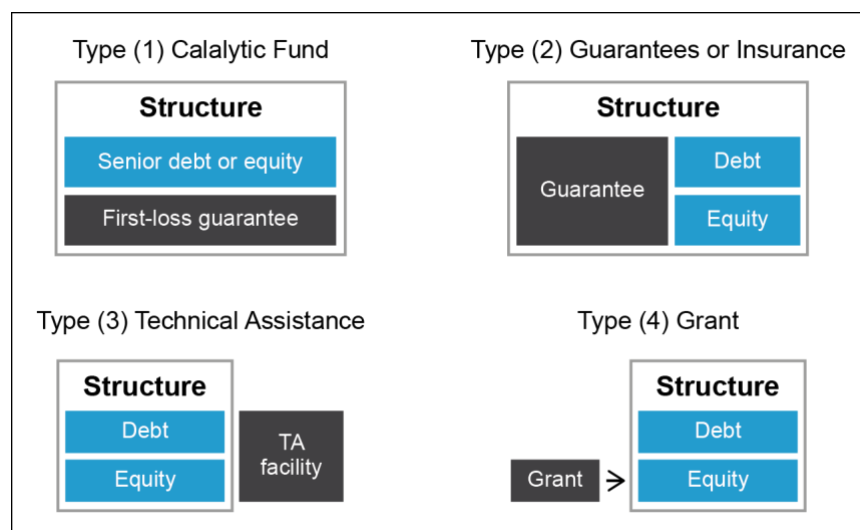 Type (1) Calalytic Fund
Structure
Senior debt or equity
First-loss guarantee
Type (2) Guarantees or Insurance
Structure
Guarantee
Debt
Equity
Type (3) Technical Assistance
Structure
Debt
Equity
TA
facility
Type (4) Grant
Structure
Debt
Grant
Equity